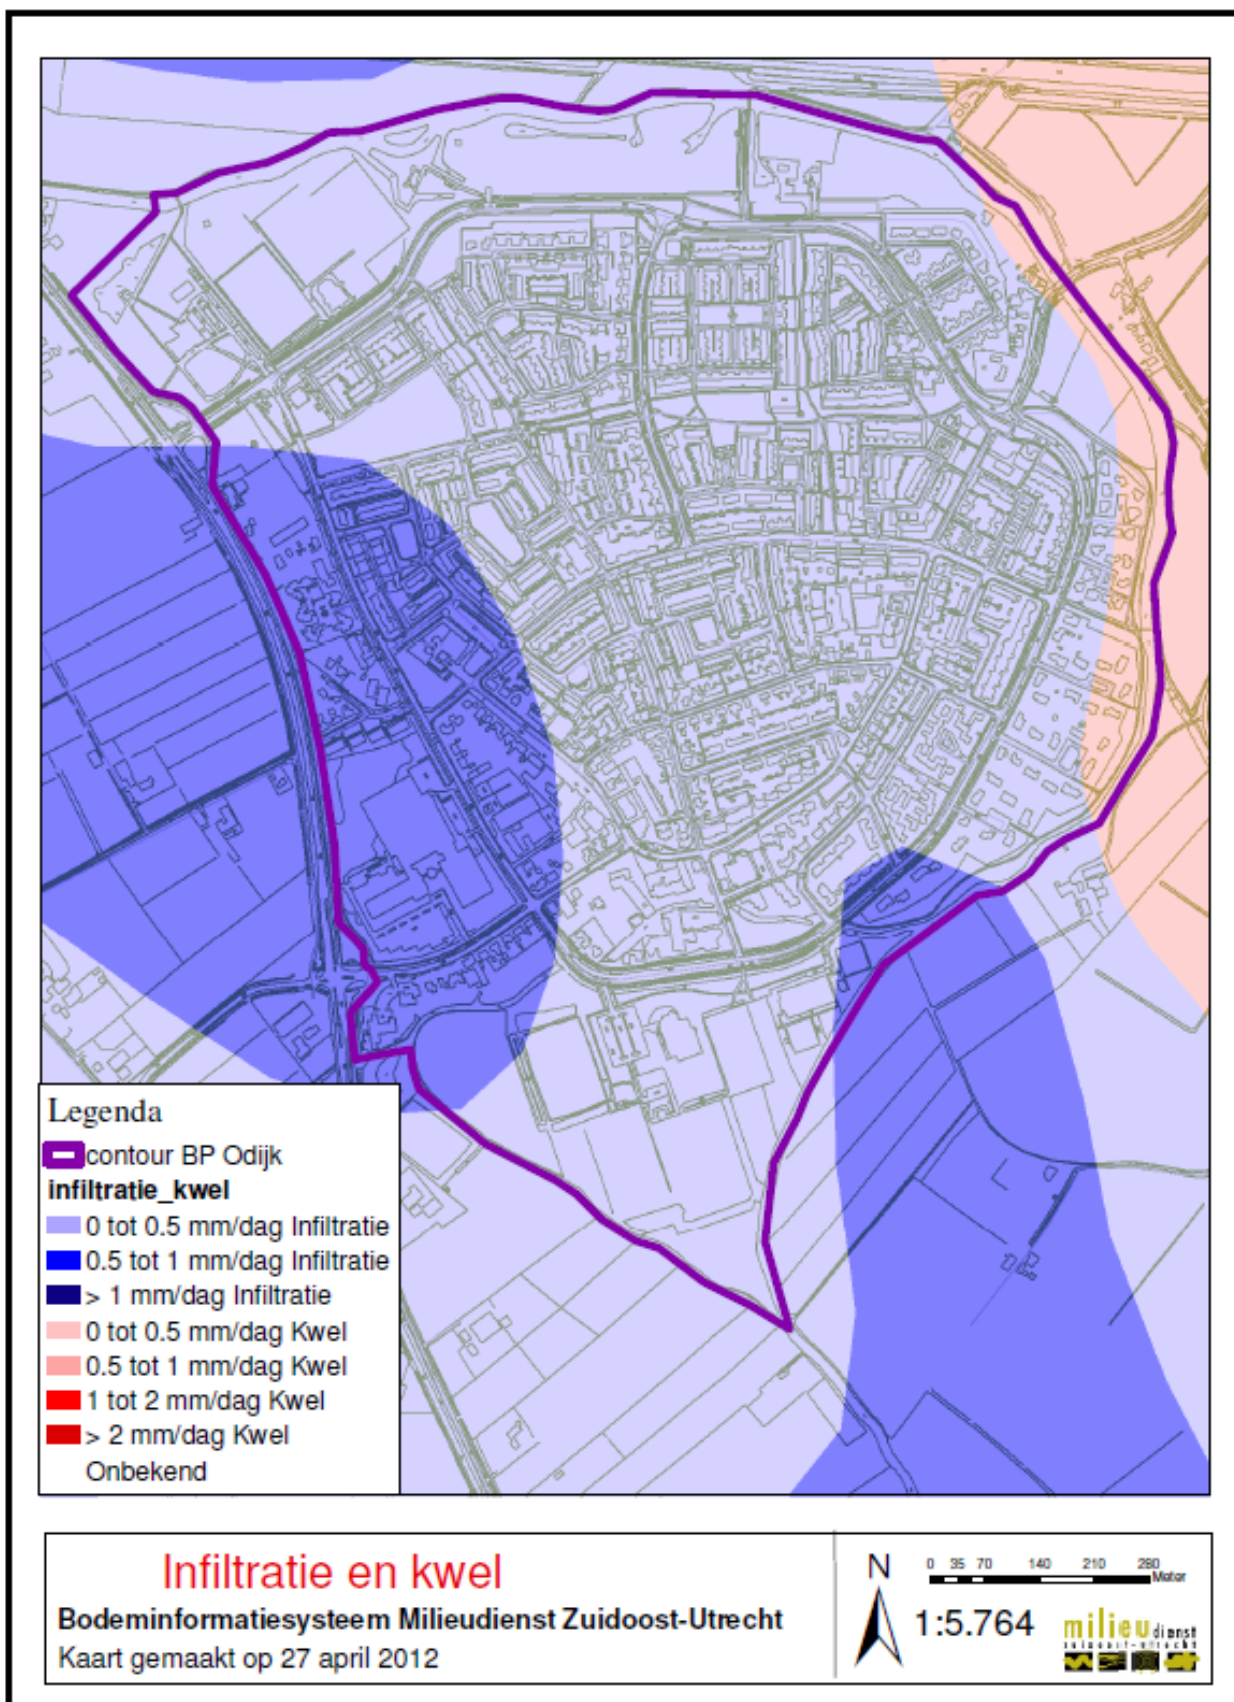 Legenda
contour BP Odijk
infiltratie_kwel
0 tot 0.5 mm/dag Infiltratie
0.5 tot 1 mm/dag Infiltratie
> 1 mm/dag Infiltratie
0 tot 0.5 mm/dag Kwel
0.5 tot 1 mm/dag Kwel
1 tot 2 mm/dag Kwel
> 2 mm/dag Kwel
Onbekend
Infiltratie en kwel
Bodeminformatiesysteem Milieudienst Zuidoost-Utrecht
Kaart gemaakt op 27 april 2012
N
0 35 70 140 210 280
Meter
1:5.764
milieudienst
zuidoost-utrecht